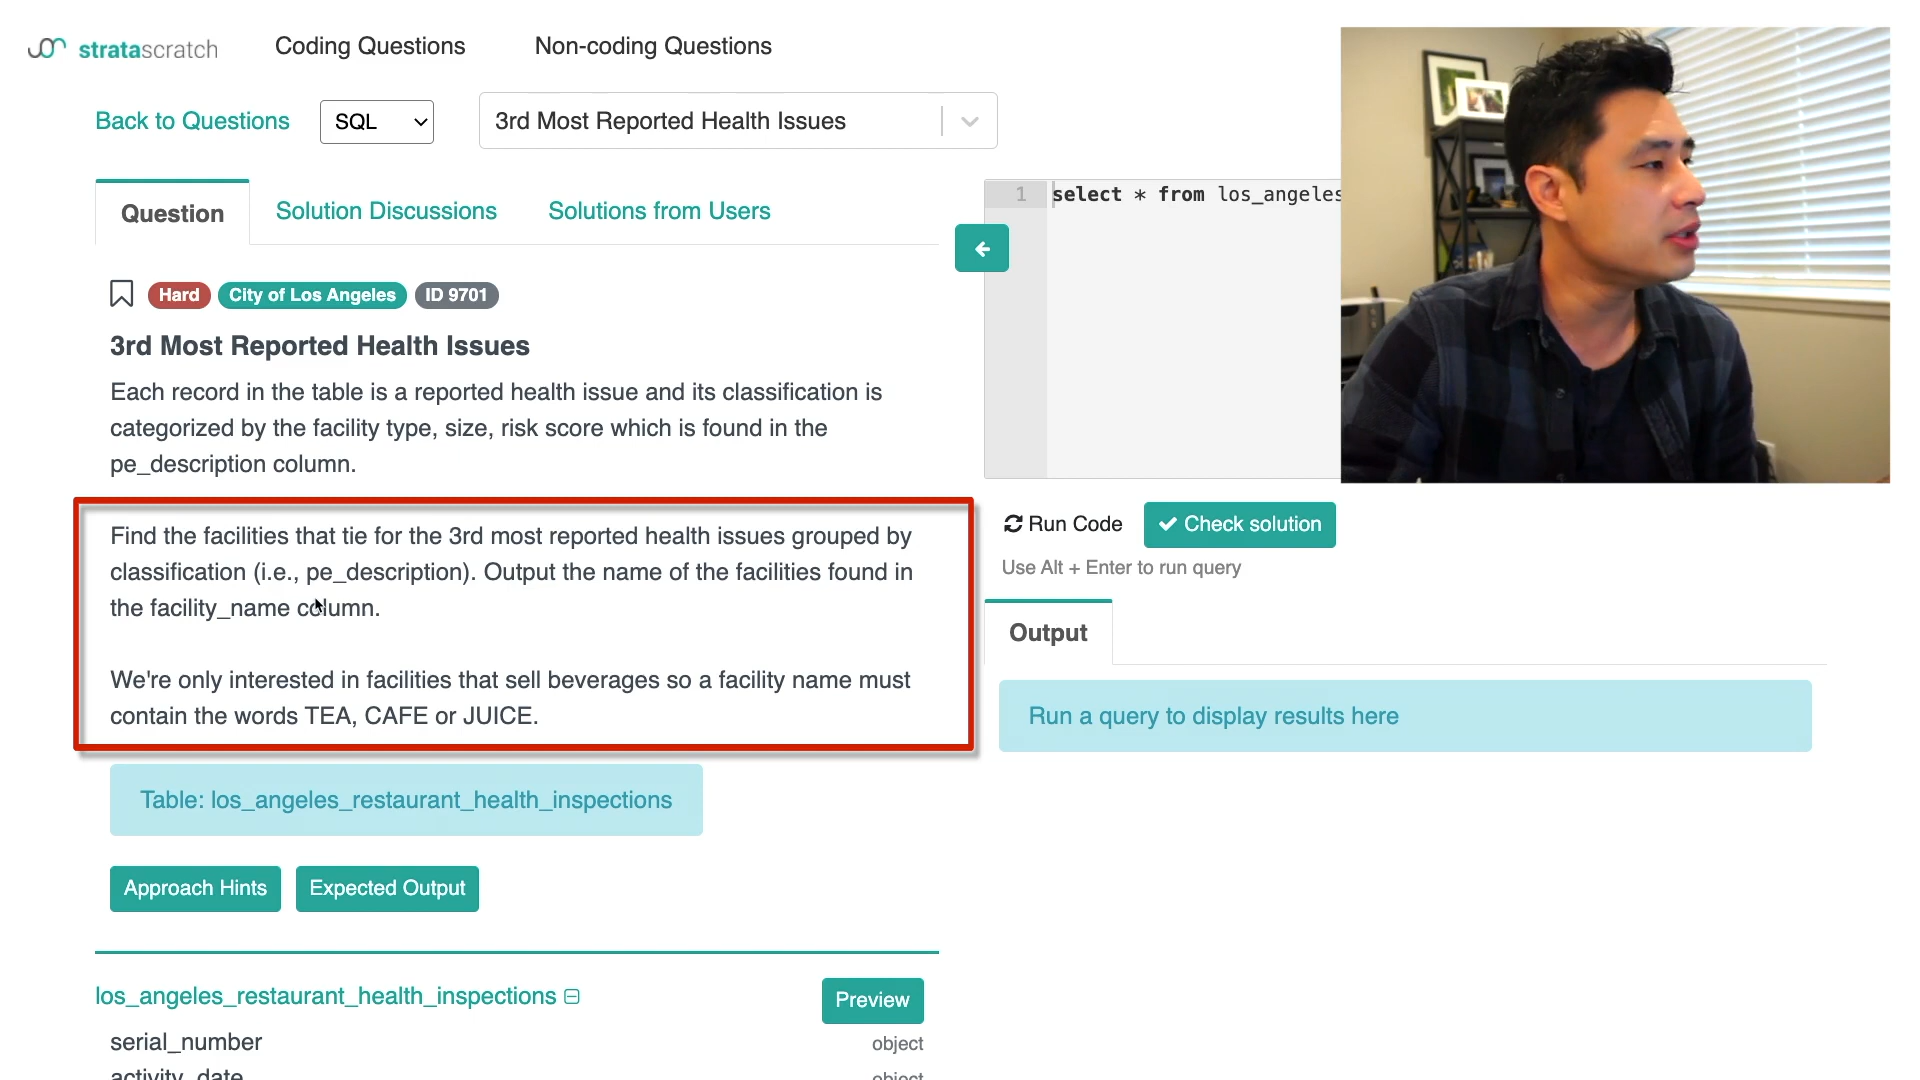 stratascratch
Coding Questions
Non-coding Questions
Back to Questions
SQL
3rd Most Reported Health Issues
Question
Solution Discussions
Solutions from Users
Hard
City of Los Angeles
ID 9701
3rd Most Reported Health Issues
Each record in the table is a reported health issue and its classification is
categorized by the facility type, size, risk score which is found in the
pe_description column.
Find the facilities that tie for the 3rd most reported health issues grouped by
classification (i.e., pe_description). Output the name of the facilities found in
the facility_name column.
We're only interested in facilities that sell beverages so a facility name must
contain the words TEA, CAFE or JUICE.
Table: los_angeles_restaurant_health_inspections
Approach Hints
Expected Output
los_angeles_restaurant_health_inspections
Preview
serial_number
object
activity_date
object
1 select * from los_angeles
Run Code
Check solution
Use Alt + Enter to run query
Output
Run a query to display results here